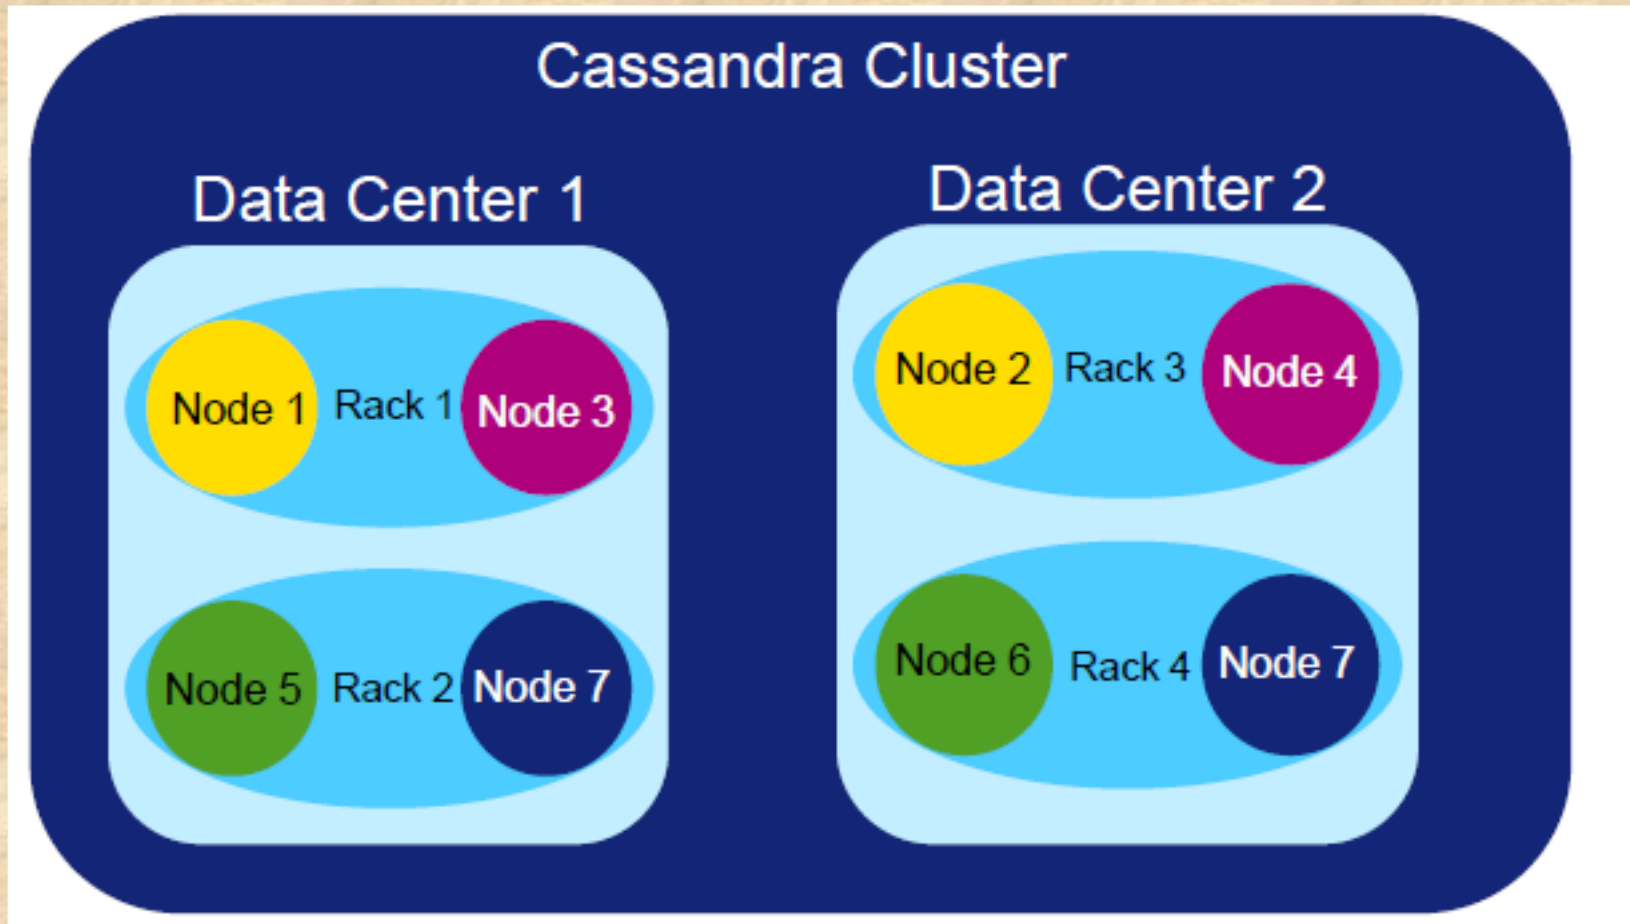 Cassandra Cluster
Data Center 1
Node 1 Rack 1 Node 3
Node 5 Rack 2 Node 7
Data Center 2
Node 2 Rack 3 Node 4
Node 6 Rack 4 Node 7